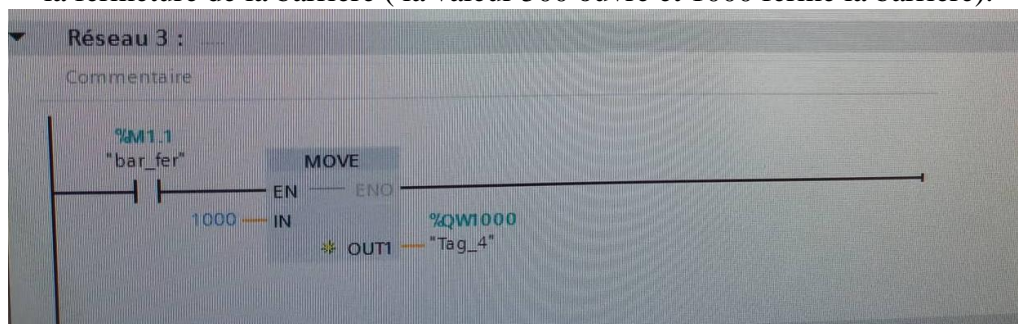 la fermeture de la barrière ( la valeur 500 ouvre et 1000 ferme la barrière).
Réseau 3 : ......
Commentaire
%M1.1
"bar_fer"
MOVE
EN
ENO
1000
IN
%QW1000
OUT1
"Tag_4"